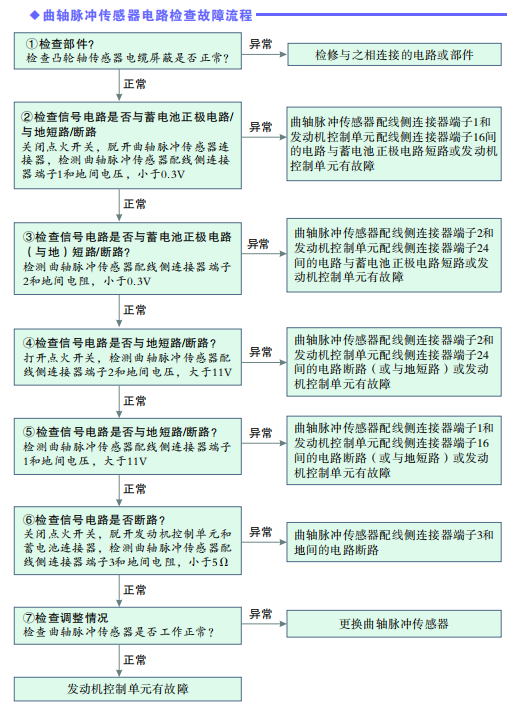 ◆曲轴脉冲传感器电路检查故障流程
①检查部件？
检查凸轮轴传感器电缆屏蔽是否正常？
异常
检修与之相连接的电路或部件
正常
②检查信号电路是否与蓄电池正极电路/
与地短路/断路
关闭点火开关，脱开曲轴脉冲传感器连
接器，检测曲轴脉冲传感器配线侧连接
器端子1和地间电压，小于0.3V
异常
曲轴脉冲传感器配线侧连接器端子1和
发动机控制单元配线侧连接器端子16间
的电路与蓄电池正极电路短路或发动机
控制单元有故障
正常
③检查信号电路是否与蓄电池正极电路
（与地）短路/断路？
检测曲轴脉冲传感器配线侧连接器端子
2和地间电阻，小于0.3V
异常
曲轴脉冲传感器配线侧连接器端子2和
发动机控制单元配线侧连接器端子24
间的电路与蓄电池正极电路短路或发
动机控制单元有故障
正常
④检查信号电路是否与地短路/断路？
打开点火开关，检测曲轴脉冲传感器配
线侧连接器端子2和地间电压，大于11V
异常
曲轴脉冲传感器配线侧连接器端子2和
发动机控制单元配线侧连接器端子24
间的电路断路（或与地短路）或发动
机控制单元有故障
正常
⑤检查信号电路是否与地短路/断路？
检测曲轴脉冲传感器配线侧连接器端子
1和地间电压，大于11V
异常
曲轴脉冲传感器配线侧连接器端子1和
发动机控制单元配线侧连接器端子16
间的电路断路（或与地短路）或发动
机控制单元有故障
正常
⑥检查信号电路是否断路？
关闭点火开关，脱开发动机控制单元和
蓄电池连接器，检测曲轴脉冲传感器配
线侧连接器端子3和地间电阻，小于5Ω
异常
曲轴脉冲传感器配线侧连接器端子3和
地间的电路断路
正常
⑦检查调整情况
检查曲轴脉冲传感器是否工作正常？
异常
更换曲轴脉冲传感器
正常
发动机控制单元有故障